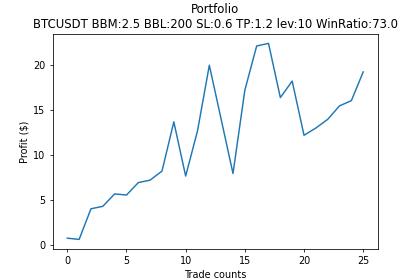 Portfolio
BTCUSDT BBM:2.5 BBL:200 SL:0.6 TP:1.2 lev:10 WinRatio:73.0
20
15
10
5
0
Profit ($)
0 5 10 15 20 25
Trade counts